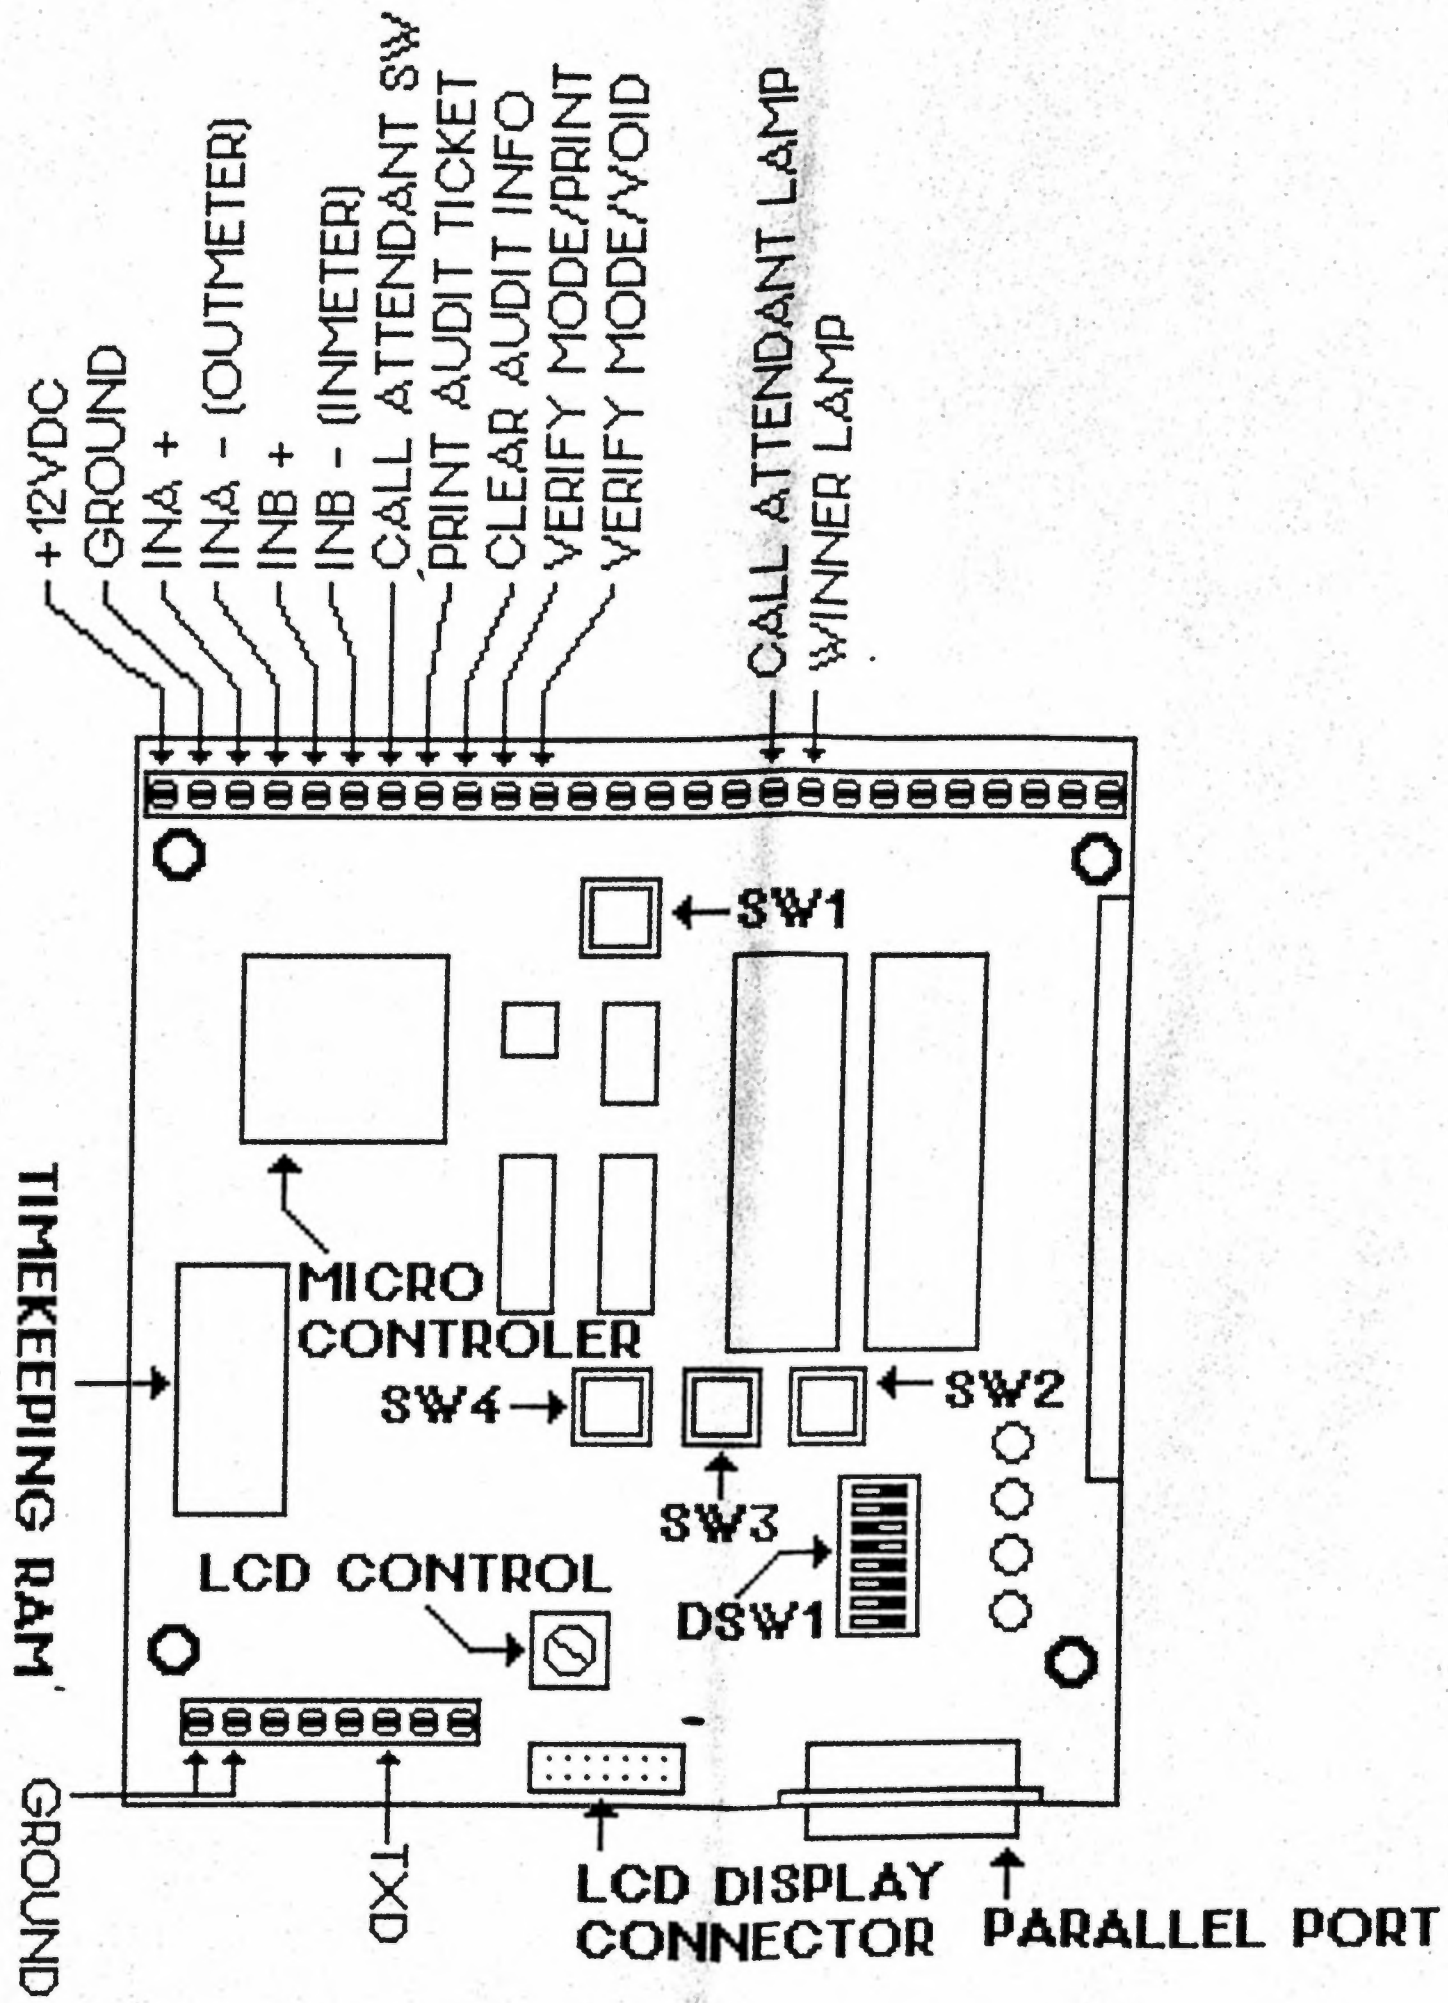 +12VDC
GROUND
INA +
INA - (OUTMETER)
INB +
INB - (INMETER)
CALL ATTENDANT SW
PRINT AUDIT TICKET
CLEAR AUDIT INFO
VERIFY MODE/PRINT
VERIFY MODE/VOID
CALL ATTENDANT LAMP
WINNER LAMP
SW1
MICRO
CONTROLER
TIMEKEEPING RAM
SW4
SW2
SW3
LCD CONTROL
DSW1
GROUND
TXD
LCD DISPLAY
CONNECTOR
PARALLEL PORT